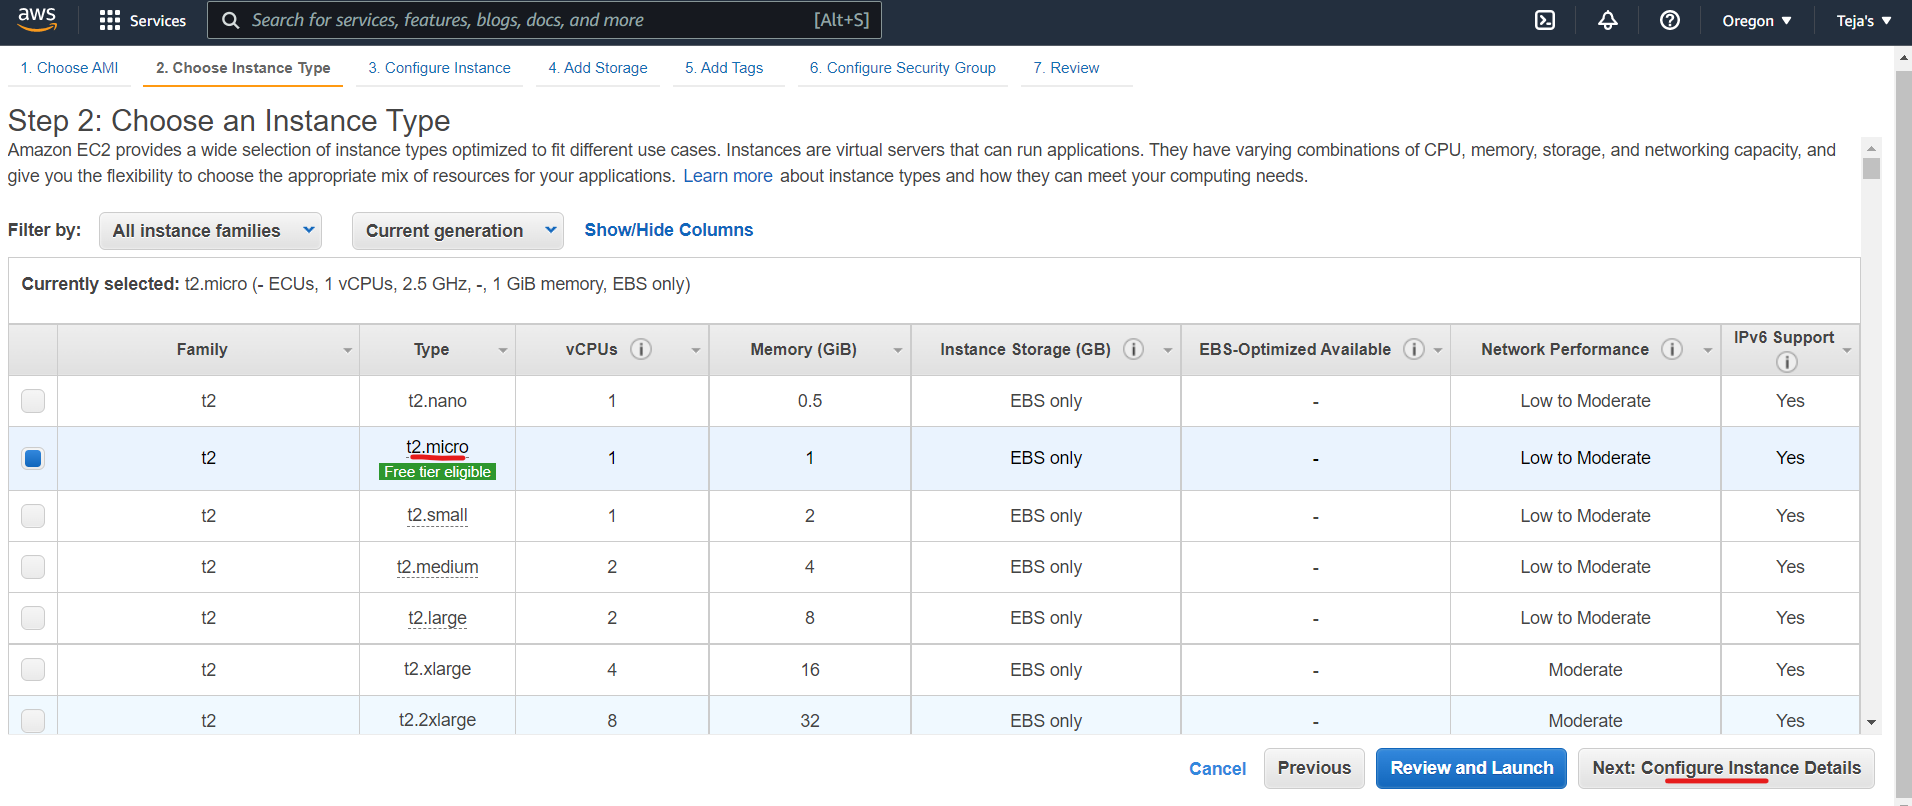 aws Services Search for services, features, blogs, docs, and more [Alt+S] Oregon ▼ Teja's ▼
1. Choose AMI 2. Choose Instance Type 3. Configure Instance 4. Add Storage 5. Add Tags 6. Configure Security Group 7. Review
Step 2: Choose an Instance Type
Amazon EC2 provides a wide selection of instance types optimized to fit different use cases. Instances are virtual servers that can run applications. They have varying combinations of CPU, memory, storage, and networking capacity, and
give you the flexibility to choose the appropriate mix of resources for your applications. Learn more about instance types and how they can meet your computing needs.
Filter by: All instance families Current generation Show/Hide Columns
Currently selected: t2.micro (- ECUs, 1 vCPUs, 2.5 GHz, -, 1 GiB memory, EBS only)
Family Type vCPUs i Memory (GiB) Instance Storage (GB) i EBS-Optimized Available i Network Performance i IPv6 Support i
t2 t2.nano 1 0.5 EBS only - Low to Moderate Yes
t2 t2.micro 1 1 EBS only - Low to Moderate Yes
Free tier eligible
t2 t2.small 1 2 EBS only - Low to Moderate Yes
t2 t2.medium 2 4 EBS only - Low to Moderate Yes
t2 t2.large 2 8 EBS only - Low to Moderate Yes
t2 t2.xlarge 4 16 EBS only - Moderate Yes
t2 t2.2xlarge 8 32 EBS only - Moderate Yes
Cancel Previous Review and Launch Next: Configure Instance Details